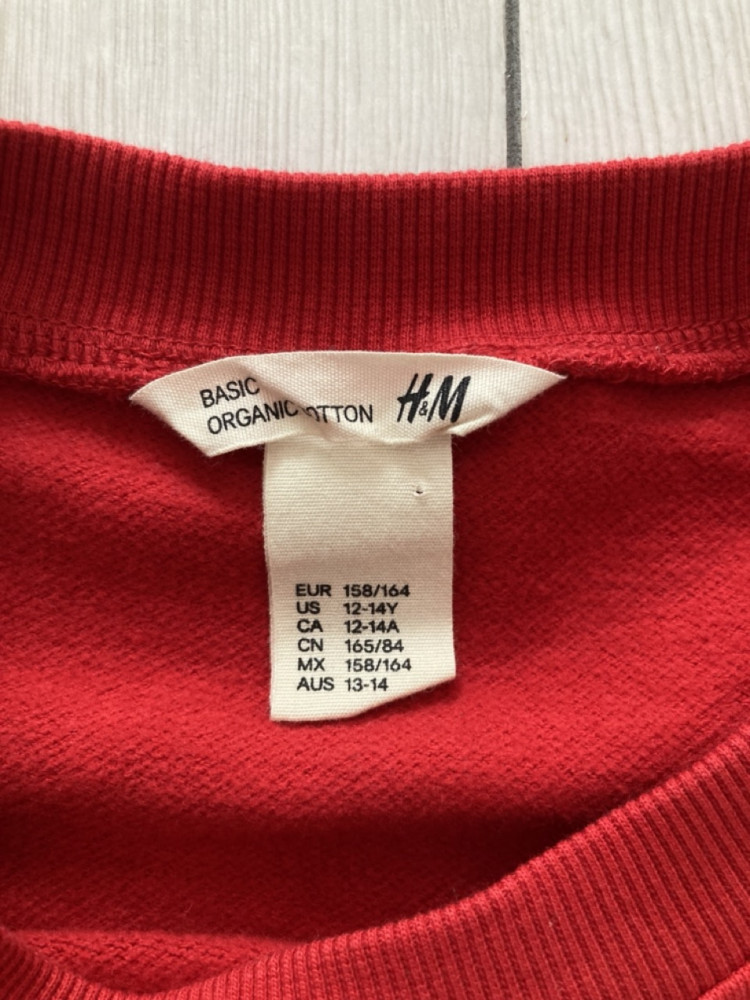 BASIC
ORGANIC OTTON H&M
EUR 158/164
US 12-14Y
CA 12-14A
CN 165/84
MX 158/164
AUS 13-14